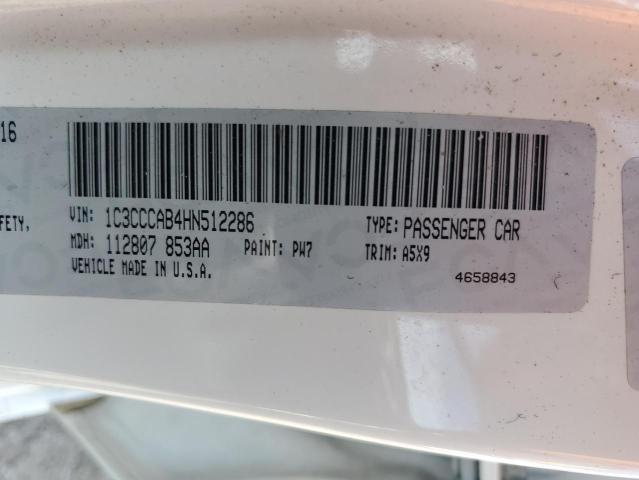 16
FETY,
VIN: 1C3CCCAB4HN512286 TYPE: PASSENGER CAR
MDH: 112807 853AA PAINT: PW7 TRIM: A5X9
VEHICLE MADE IN U.S.A.
4658843